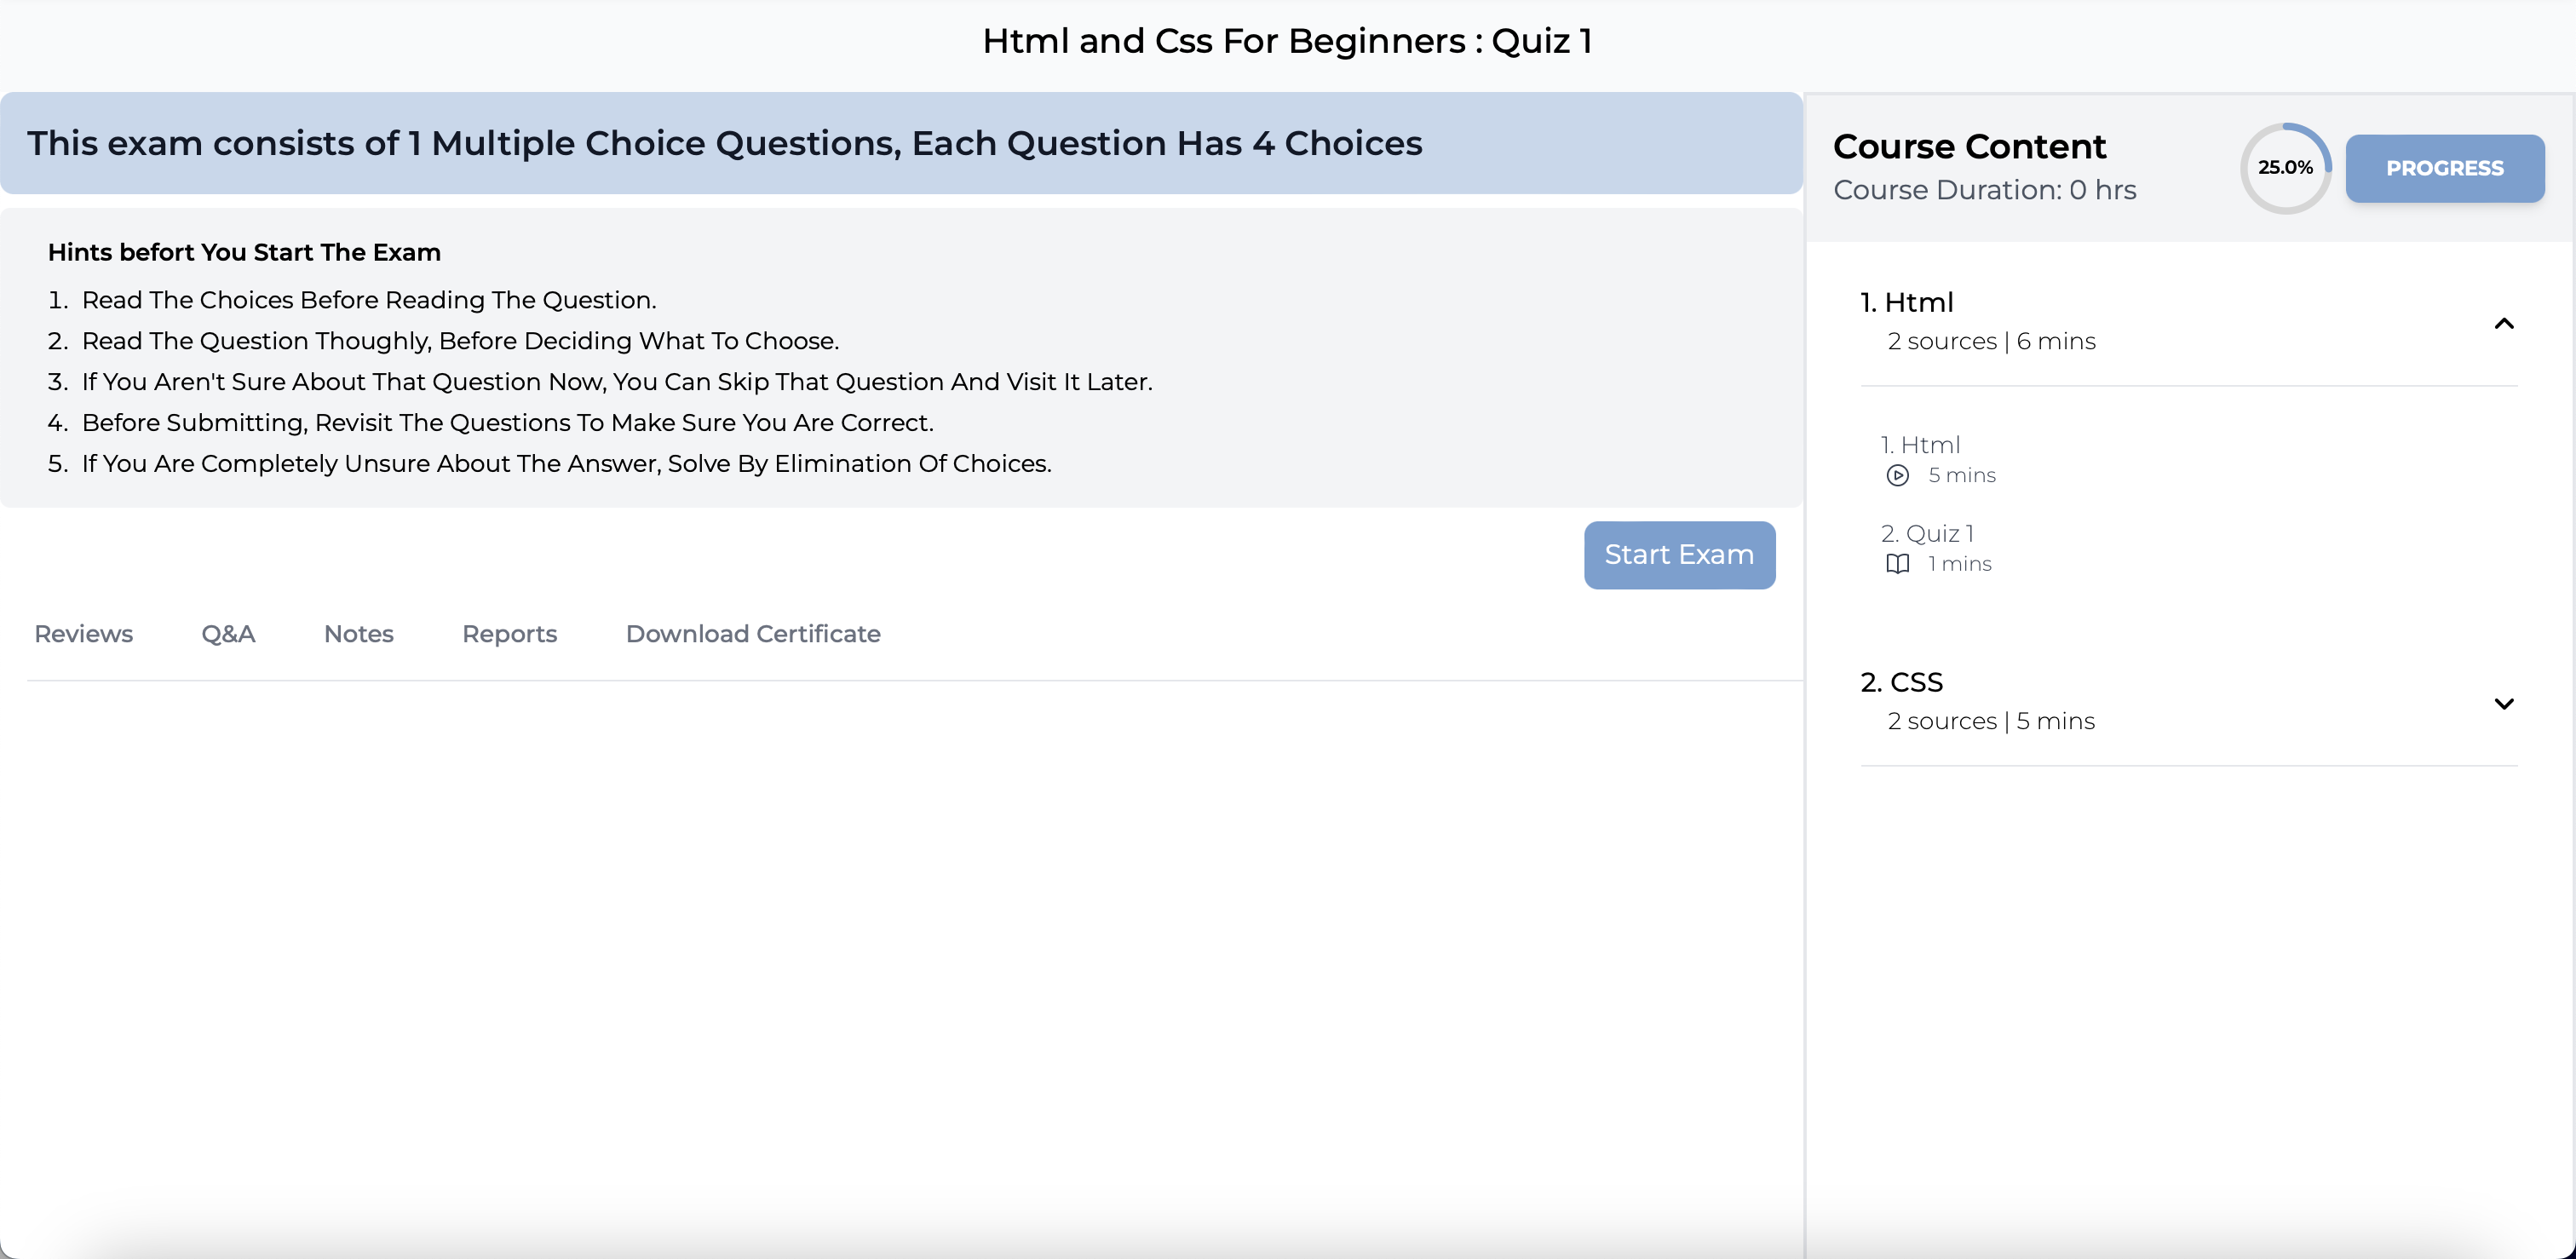 Html and Css For Beginners : Quiz 1
This exam consists of 1 Multiple Choice Questions, Each Question Has 4 Choices
Hints befort You Start The Exam
1. Read The Choices Before Reading The Question.
2. Read The Question Thoughly, Before Deciding What To Choose.
3. If You Aren't Sure About That Question Now, You Can Skip That Question And Visit It Later.
4. Before Submitting, Revisit The Questions To Make Sure You Are Correct.
5. If You Are Completely Unsure About The Answer, Solve By Elimination Of Choices.
Start Exam
Reviews Q&A Notes Reports Download Certificate
Course Content
Course Duration: 0 hrs
25.0%
PROGRESS
1. Html
2 sources | 6 mins
1. Html
5 mins
2. Quiz 1
1 mins
2. CSS
2 sources | 5 mins